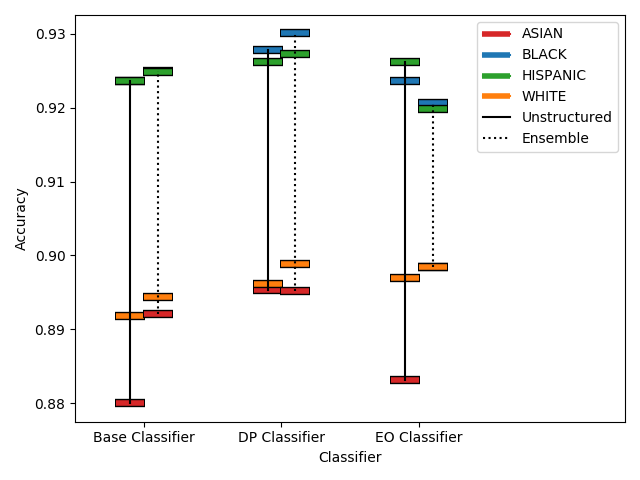 0.93
0.92
0.91
0.90
0.89
0.88
Accuracy
ASIAN
BLACK
HISPANIC
WHITE
Unstructured
Ensemble
Base Classifier
DP Classifier
EO Classifier
Classifier